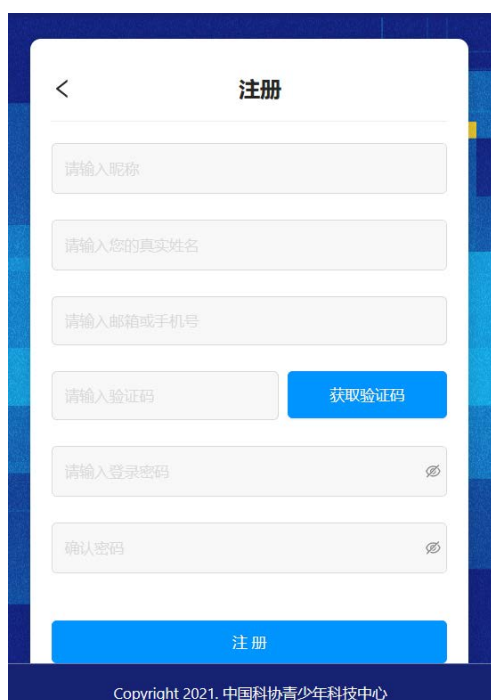 注册
请输入昵称
请输入您的真实姓名
请输入邮箱或手机号
请输入验证码 获取验证码
请输入登录密码
确认密码
注 册
Copyright 2021. 中国科协青少年科技中心